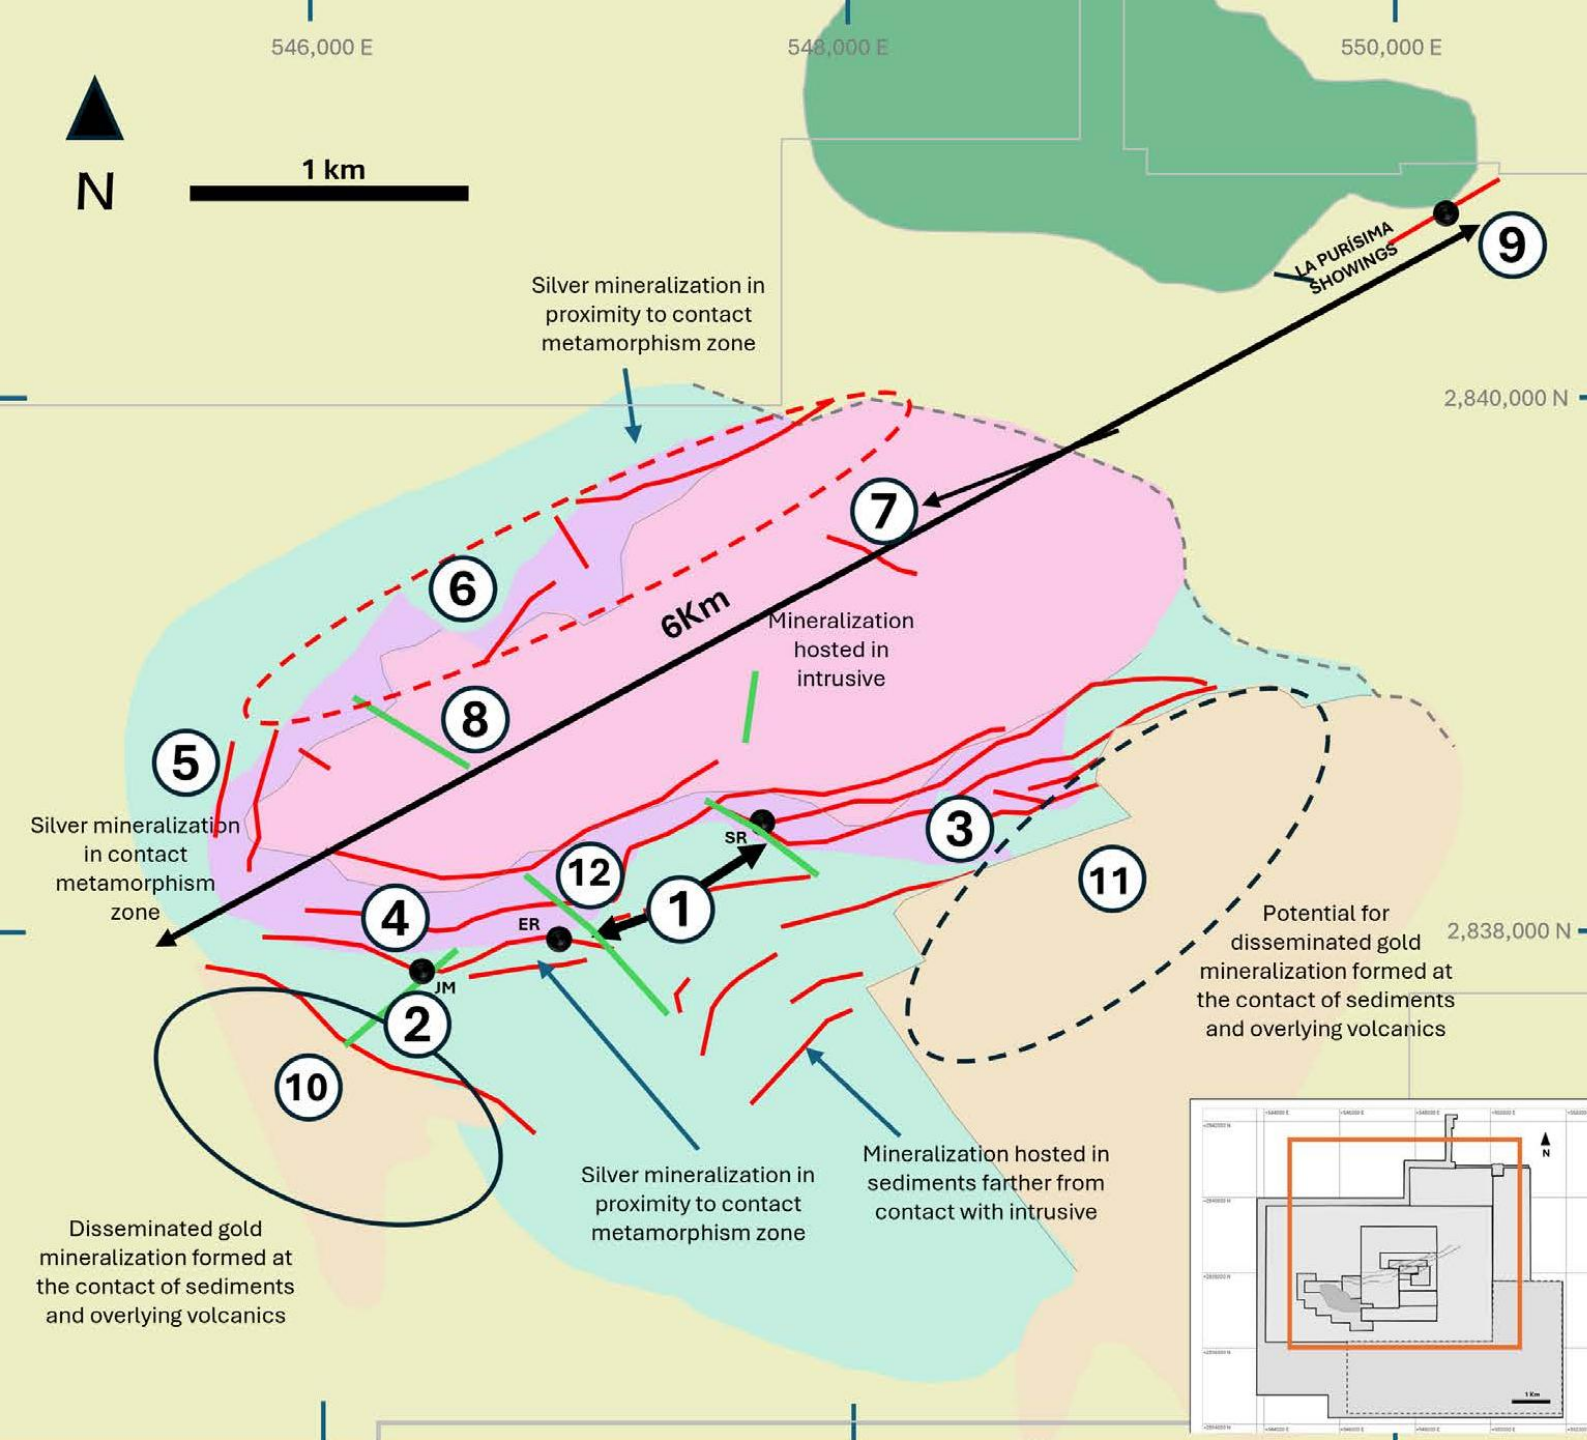 546,000 E
548,000 E
550,000 E
N
1 km
LA PURÍSIMA
SHOWINGS
9
Silver mineralization in
proximity to contact
metamorphism zone
2,840,000 N
7
6
6Km
Mineralization
hosted in
intrusive
8
5
Silver mineralization
in contact
metamorphism
zone
SR
3
12
11
4
1
ER
Potential for
disseminated gold
mineralization formed at
the contact of sediments
and overlying volcanics
2,838,000 N
JM
2
10
Silver mineralization in
proximity to contact
metamorphism zone
Mineralization hosted in
sediments farther from
contact with intrusive
Disseminated gold
mineralization formed at
the contact of sediments
and overlying volcanics
N
1 Km